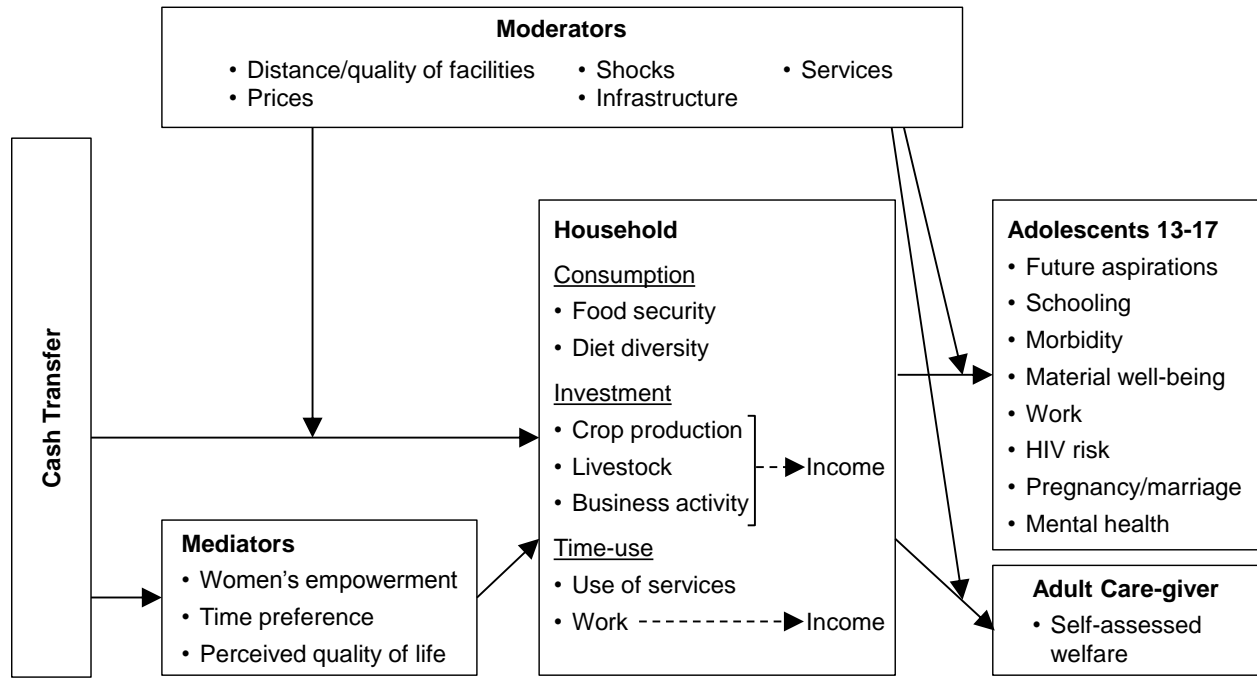 Moderators
• Distance/quality of facilities
• Prices
• Shocks
• Infrastructure
• Services
Cash Transfer
Mediators
• Women’s empowerment
• Time preference
• Perceived quality of life
Household
Consumption
• Food security
• Diet diversity
Investment
• Crop production
• Livestock
• Business activity
Income
Time-use
• Use of services
• Work
Income
Adolescents 13-17
• Future aspirations
• Schooling
• Morbidity
• Material well-being
• Work
• HIV risk
• Pregnancy/marriage
• Mental health
Adult Care-giver
• Self-assessed
welfare